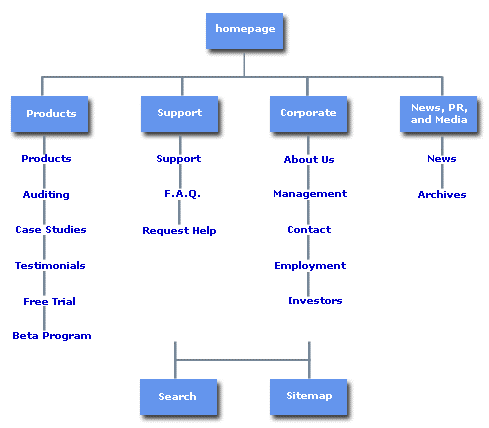 homepage
Products
Support
Corporate
News, PR,
and Media
Products
Auditing
Case Studies
Testimonials
Free Trial
Beta Program
Support
F.A.Q.
Request Help
About Us
Management
Contact
Employment
Investors
News
Archives
Search
Sitemap